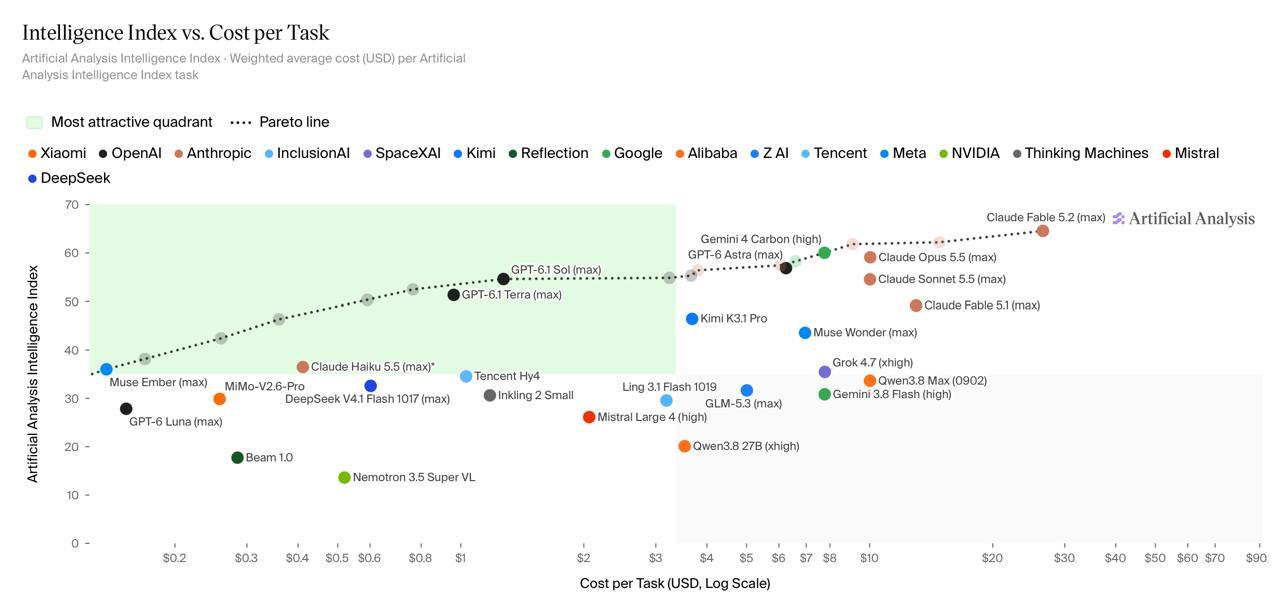 Intelligence Index vs. Cost per Task
Artificial Analysis Intelligence Index · Weighted average cost (USD) per Artificial
Analysis Intelligence Index task
Most attractive quadrant
Pareto line
Xiaomi OpenAI Anthropic InclusionAI SpaceXAI Kimi Reflection Google Alibaba Z AI Tencent Meta NVIDIA Thinking Machines Mistral
DeepSeek
Artificial Analysis Intelligence Index
70
60
50
40
30
20
10
0
Claude Fable 5.2 (max)
Artificial Analysis
Gemini 4 Carbon (high)
GPT-6 Astra (max)
Claude Opus 5.5 (max)
GPT-6.1 Sol (max)
Claude Sonnet 5.5 (max)
GPT-6.1 Terra (max)
Claude Fable 5.1 (max)
Kimi K3.1 Pro
Muse Wonder (max)
Claude Haiku 5.5 (max)*
Grok 4.7 (xhigh)
Muse Ember (max)
MiMo-V2.6-Pro
Tencent Hy4
Qwen3.8 Max (0902)
DeepSeek V4.1 Flash 1017 (max)
Inkling 2 Small
Ling 3.1 Flash 1019
GLM-5.3 (max)
Gemini 3.8 Flash (high)
GPT-6 Luna (max)
Mistral Large 4 (high)
Qwen3.8 27B (xhigh)
Beam 1.0
Nemotron 3.5 Super VL
$0.2 $0.3 $0.4 $0.5 $0.6 $0.8 $1 $2 $3 $4 $5 $6 $7 $8 $10 $20 $30 $40 $50 $60 $70 $90
Cost per Task (USD, Log Scale)